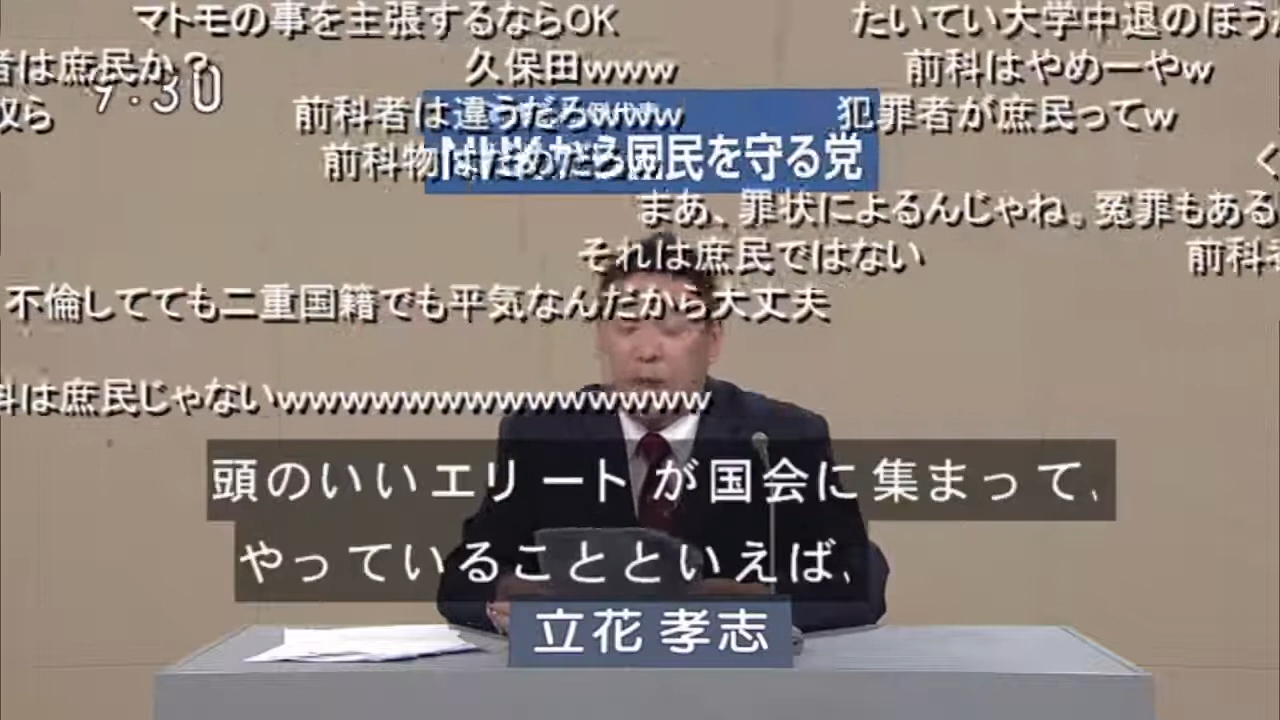 マトモの事を主張するならOK
たいてい大学中退のほうが
者は庶民か?
久保田www
前科はやめーやw
9:30
前科者は違うだろwww
犯罪者が庶民ってw
前科物はだめだろ
NHKから国民を守る党
まあ、罪状によるんじゃね。冤罪もある
それは庶民ではない
前科者
不倫してても二重国籍でも平気なんだから大丈夫
科は庶民じゃないwwwwwwwwwwwwwww
頭のいいエリートが国会に集まって、
やっていることといえば、
立花孝志